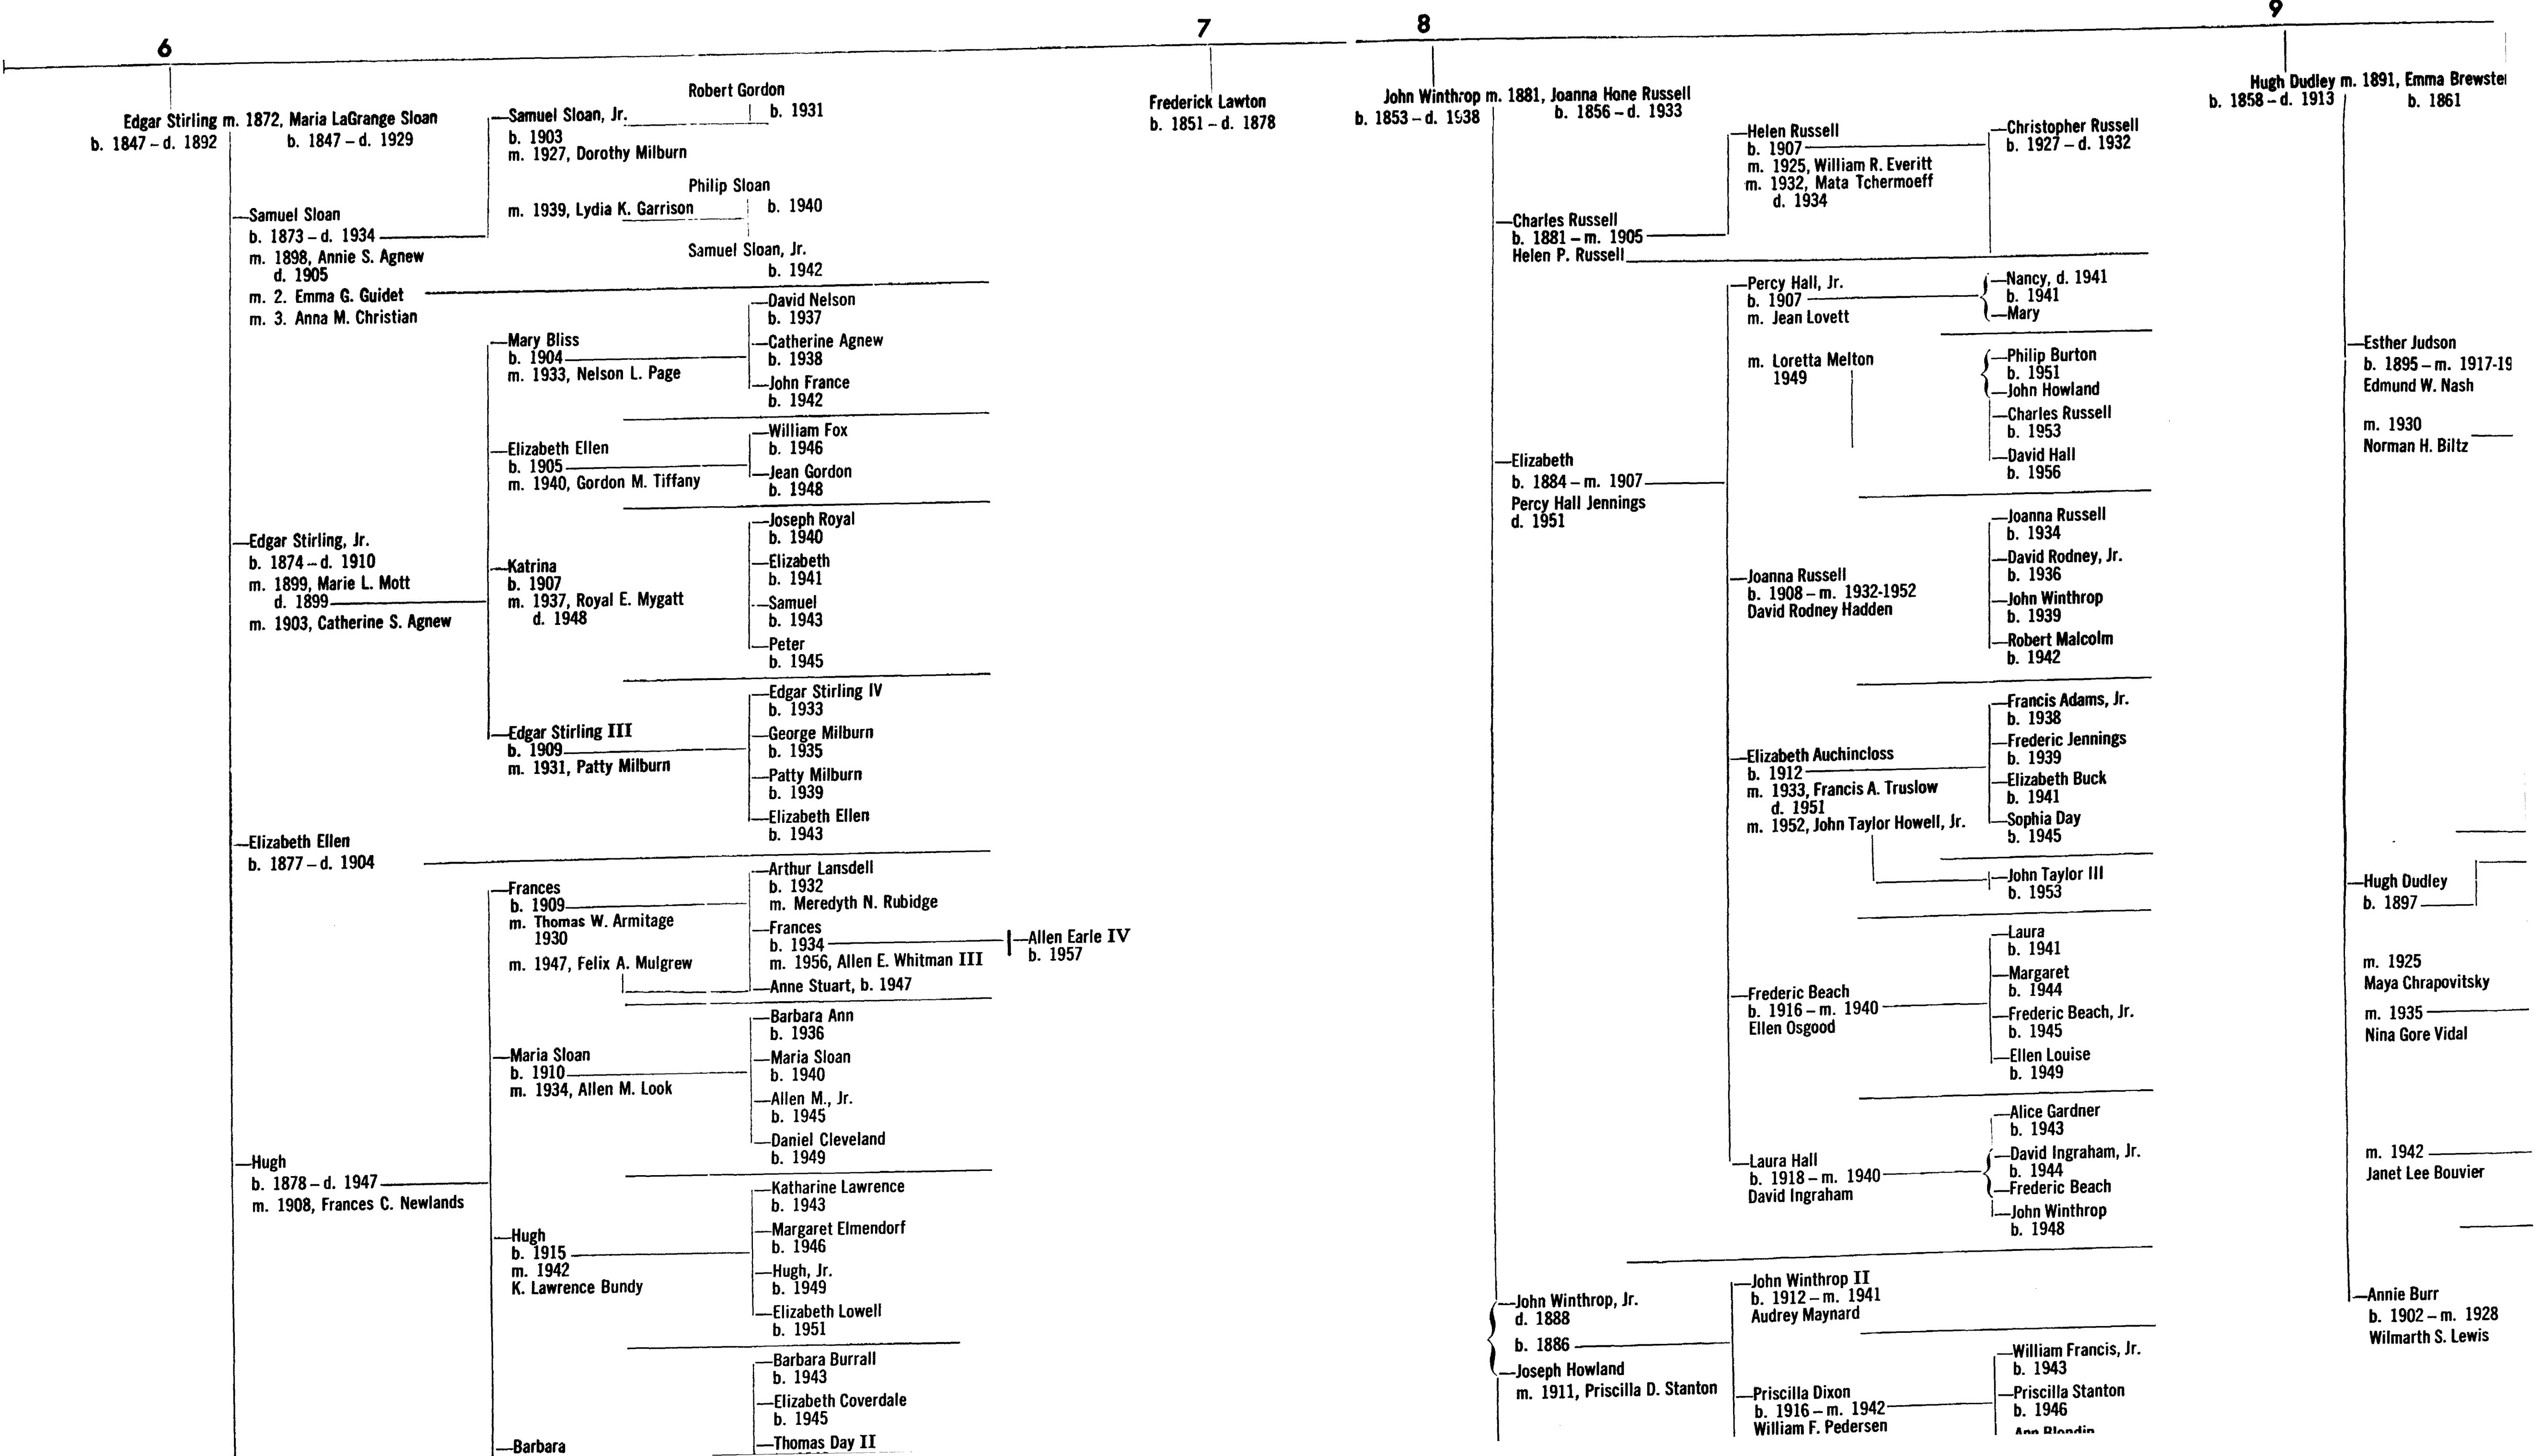 6
Edgar Stirling m. 1872, Maria LaGrange Sloan
b. 1847 – d. 1892 b. 1847 – d. 1929
Samuel Sloan
b. 1873 – d. 1934
m. 1898, Annie S. Agnew
d. 1905
m. 2. Emma G. Guidet
m. 3. Anna M. Christian
Samuel Sloan, Jr.
b. 1903
m. 1927, Dorothy Milburn
Robert Gordon
b. 1931
m. 1939, Lydia K. Garrison
Philip Sloan
b. 1940
Samuel Sloan, Jr.
b. 1942
Edgar Stirling, Jr.
b. 1874 – d. 1910
m. 1899, Marie L. Mott
d. 1899
m. 1903, Catherine S. Agnew
Mary Bliss
b. 1904
m. 1933, Nelson L. Page
David Nelson
b. 1937
Catherine Agnew
b. 1938
John France
b. 1942
Elizabeth Ellen
b. 1905
m. 1940, Gordon M. Tiffany
William Fox
b. 1946
Jean Gordon
b. 1948
Katrina
b. 1907
m. 1937, Royal E. Mygatt
d. 1948
Joseph Royal
b. 1940
Elizabeth
b. 1941
Samuel
b. 1943
Peter
b. 1945
Edgar Stirling III
b. 1909
m. 1931, Patty Milburn
Edgar Stirling IV
b. 1933
George Milburn
b. 1935
Patty Milburn
b. 1939
Elizabeth Ellen
b. 1943
Elizabeth Ellen
b. 1877 – d. 1904
Hugh
b. 1878 – d. 1947
m. 1908, Frances C. Newlands
Frances
b. 1909
m. Thomas W. Armitage
1930
m. 1947, Felix A. Mulgrew
Arthur Lansdell
b. 1932
m. Meredyth N. Rubidge
Frances
b. 1934
m. 1956, Allen E. Whitman III
Allen Earle IV
b. 1957
Anne Stuart, b. 1947
Maria Sloan
b. 1910
m. 1934, Allen M. Look
Barbara Ann
b. 1936
Maria Sloan
b. 1940
Allen M., Jr.
b. 1945
Daniel Cleveland
b. 1949
Hugh
b. 1915
m. 1942
K. Lawrence Bundy
Katharine Lawrence
b. 1943
Margaret Elmendorf
b. 1946
Hugh, Jr.
b. 1949
Elizabeth Lowell
b. 1951
Barbara
Barbara Burrall
b. 1943
Elizabeth Coverdale
b. 1945
Thomas Day II
7
Frederick Lawton
b. 1851 – d. 1878
8
John Winthrop m. 1881, Joanna Hone Russell
b. 1853 – d. 1938 b. 1856 – d. 1933
Charles Russell
b. 1881 – m. 1905
Helen P. Russell
Helen Russell
b. 1907
m. 1925, William R. Everitt
m. 1932, Mata Tchermoeff
d. 1934
Christopher Russell
b. 1927 – d. 1932
Elizabeth
b. 1884 – m. 1907
Percy Hall Jennings
d. 1951
Percy Hall, Jr.
b. 1907
m. Jean Lovett
Nancy, d. 1941
b. 1941
Mary
m. Loretta Melton
1949
Philip Burton
b. 1951
John Howland
Charles Russell
b. 1953
David Hall
b. 1956
Joanna Russell
b. 1908 – m. 1932-1952
David Rodney Hadden
Joanna Russell
b. 1934
David Rodney, Jr.
b. 1936
John Winthrop
b. 1939
Robert Malcolm
b. 1942
Elizabeth Auchincloss
b. 1912
m. 1933, Francis A. Truslow
d. 1951
m. 1952, John Taylor Howell, Jr.
Francis Adams, Jr.
b. 1938
Frederic Jennings
b. 1939
Elizabeth Buck
b. 1941
Sophia Day
b. 1945
John Taylor III
b. 1953
Frederic Beach
b. 1916 – m. 1940
Ellen Osgood
Laura
b. 1941
Margaret
b. 1944
Frederic Beach, Jr.
b. 1945
Ellen Louise
b. 1949
Laura Hall
b. 1918 – m. 1940
David Ingraham
Alice Gardner
b. 1943
David Ingraham, Jr.
b. 1944
Frederic Beach
John Winthrop
b. 1948
John Winthrop, Jr.
d. 1888
b. 1886
Joseph Howland
m. 1911, Priscilla D. Stanton
John Winthrop II
b. 1912 – m. 1941
Audrey Maynard
Priscilla Dixon
b. 1916 – m. 1942
William F. Pedersen
William Francis, Jr.
b. 1943
Priscilla Stanton
b. 1946
9
Hugh Dudley m. 1891, Emma Brewste
b. 1858 – d. 1913 b. 1861
Esther Judson
b. 1895 – m. 1917-19
Edmund W. Nash
m. 1930
Norman H. Biltz
Hugh Dudley
b. 1897
m. 1925
Maya Chrapovitsky
m. 1935
Nina Gore Vidal
m. 1942
Janet Lee Bouvier
Annie Burr
b. 1902 – m. 1928
Wilmarth S. Lewis